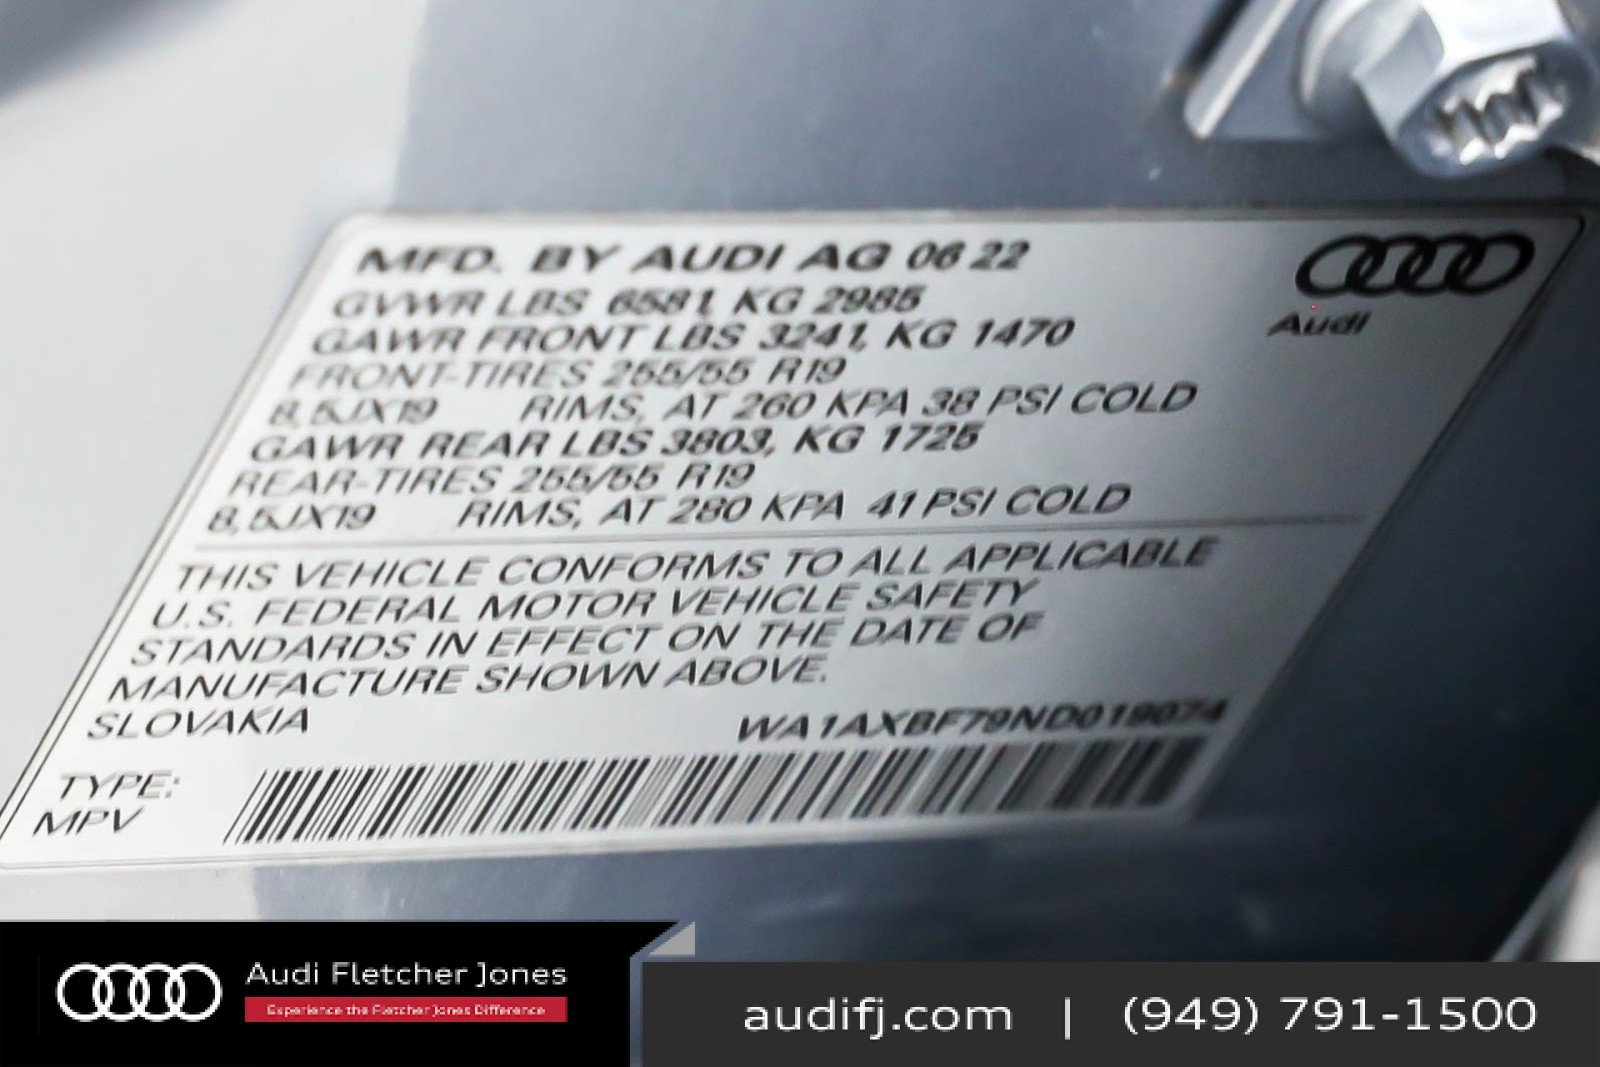 MFD. BY AUDI AG 06 22
GVWR LBS 6581, KG 2985
GAWR FRONT LBS 3241, KG 1470
FRONT-TIRES 255/55 R19
8,5JX19 RIMS, AT 260 KPA 38 PSI COLD
GAWR REAR LBS 3803, KG 1725
REAR-TIRES 255/55 R19
8,5JX19 RIMS, AT 280 KPA 41 PSI COLD
Audi
THIS VEHICLE CONFORMS TO ALL APPLICABLE
U.S. FEDERAL MOTOR VEHICLE SAFETY
STANDARDS IN EFFECT ON THE DATE OF
MANUFACTURE SHOWN ABOVE.
SLOVAKIA WA1AXBF79ND019074
TYPE:
MPV
Audi Fletcher Jones
Experience the Fletcher Jones Difference
audifj.com | (949) 791-1500